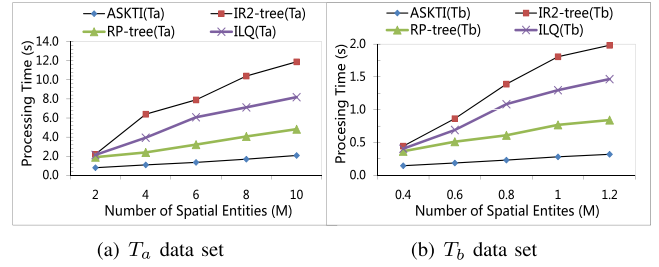 ASKTI(Ta) IR2-tree(Ta)
RP-tree(Ta) ILQ(Ta)
14.0
12.0
10.0
8.0
6.0
4.0
2.0
0.0
Processing Time (s)
2 4 6 8 10
Number of Spatial Entities (M)
(a) Ta data set
ASKTI(Tb) IR2-tree(Tb)
RP-tree(Tb) ILQ(Tb)
2.0
1.5
1.0
0.5
0.0
Procesing Time (s)
0.4 0.6 0.8 1 1.2
Number of Spatial Entites (M)
(b) Tb data set